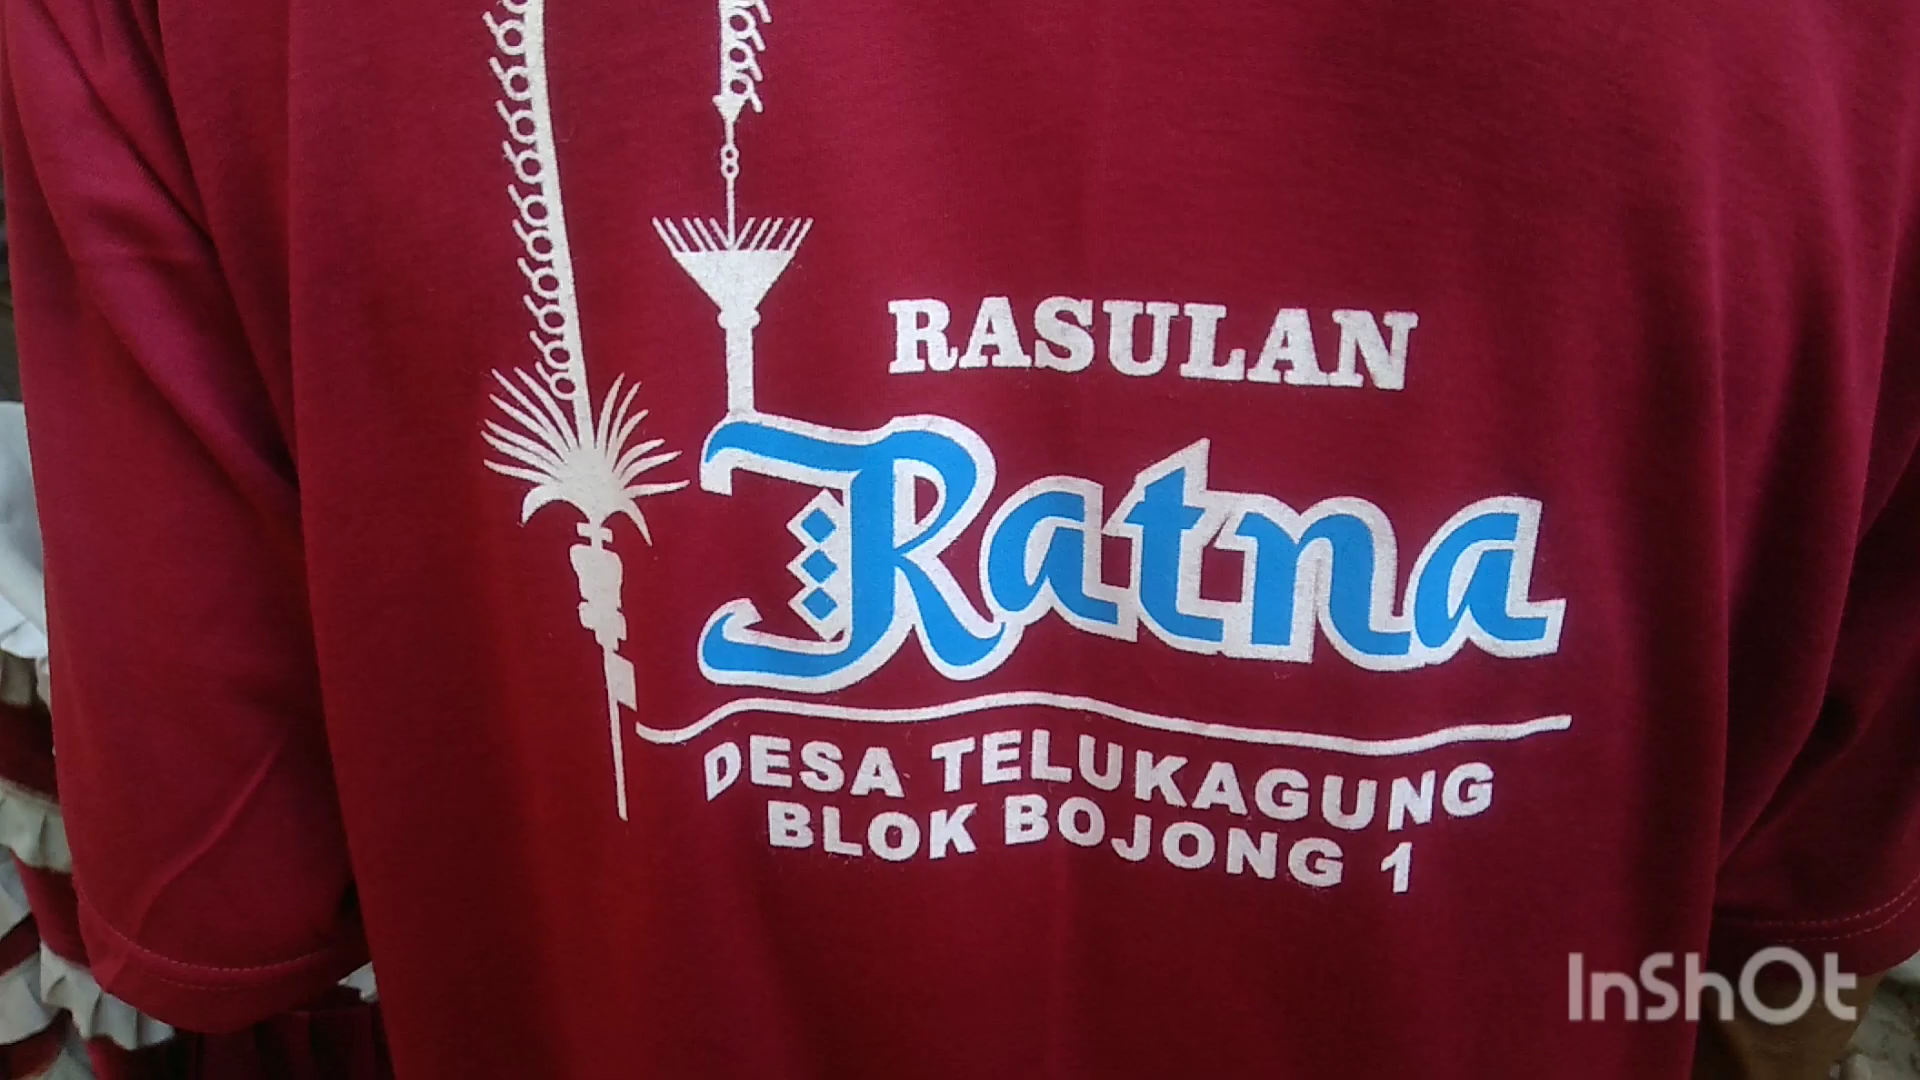 RASULAN
Ratna
DESA TELUKAGUNG
BLOK BOJONG 1
InShOt